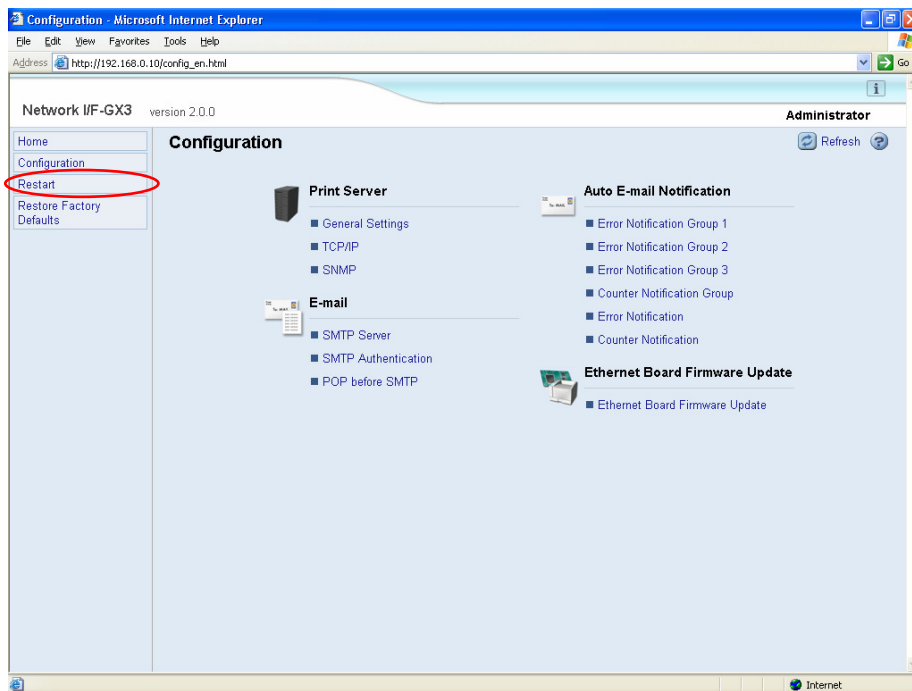 Configuration - Microsoft Internet Explorer
File Edit View Favorites Tools Help
Address http://192.168.0.10/config_en.html Go
Network I/F-GX3 version 2.0.0
Administrator
Home
Configuration
Restart
Restore Factory
Defaults
Configuration
Refresh
Print Server
General Settings
TCP/IP
SNMP
E-mail
SMTP Server
SMTP Authentication
POP before SMTP
Auto E-mail Notification
Error Notification Group 1
Error Notification Group 2
Error Notification Group 3
Counter Notification Group
Error Notification
Counter Notification
Ethernet Board Firmware Update
Ethernet Board Firmware Update
Internet